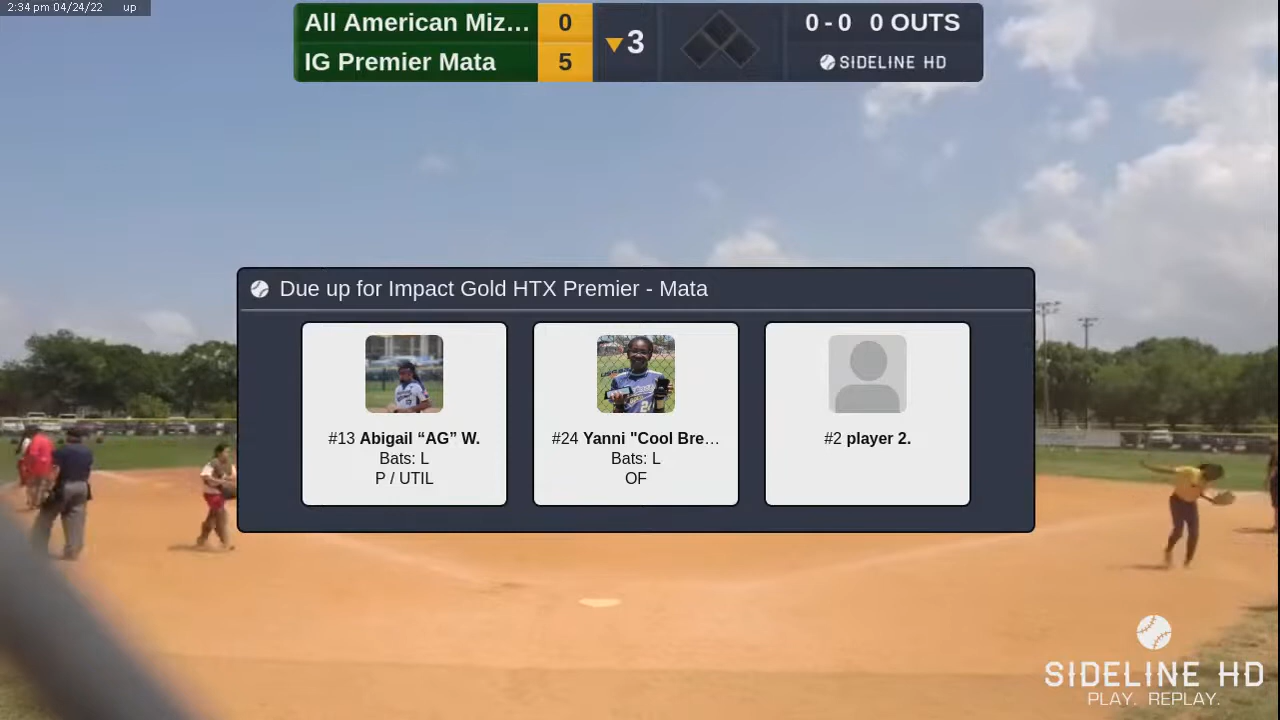 2:34 pm 04/24/22 up
All American Miz... 0
IG Premier Mata 5
3
0 - 0 0 OUTS
SIDELINE HD
Due up for Impact Gold HTX Premier - Mata
#13 Abigail “AG” W.
Bats: L
P / UTIL
#24 Yanni "Cool Bre...
Bats: L
OF
#2 player 2.
SIDELINE HD
PLAY. REPLAY.